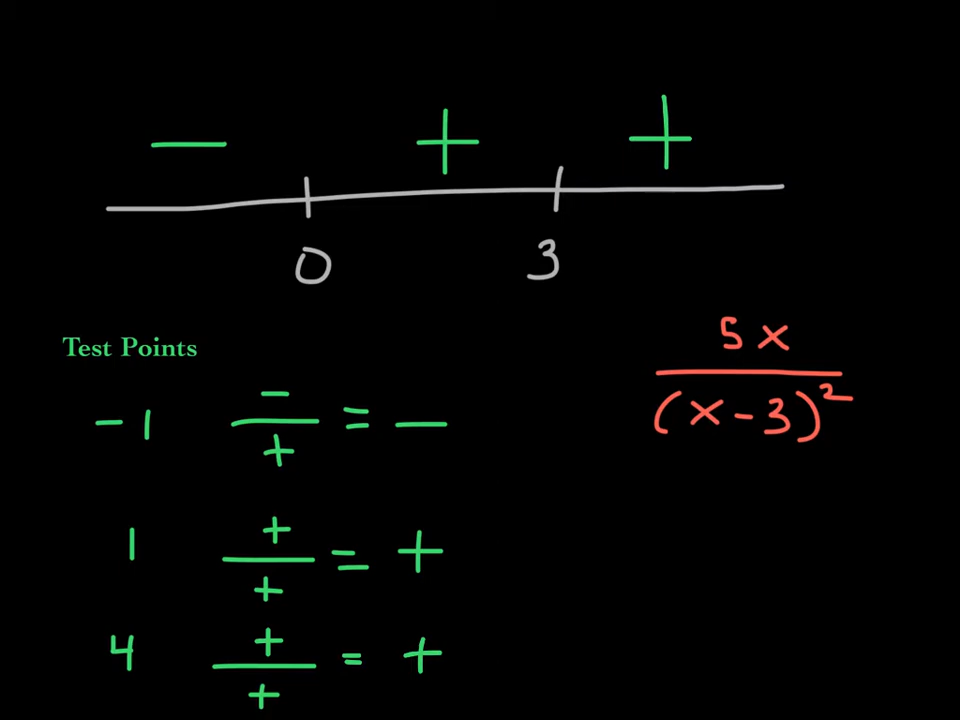 − + +
0 3
Test Points
5x
/(x-3)²
-1 −/+ = −
1 +/+ = +
4 +/+ = +